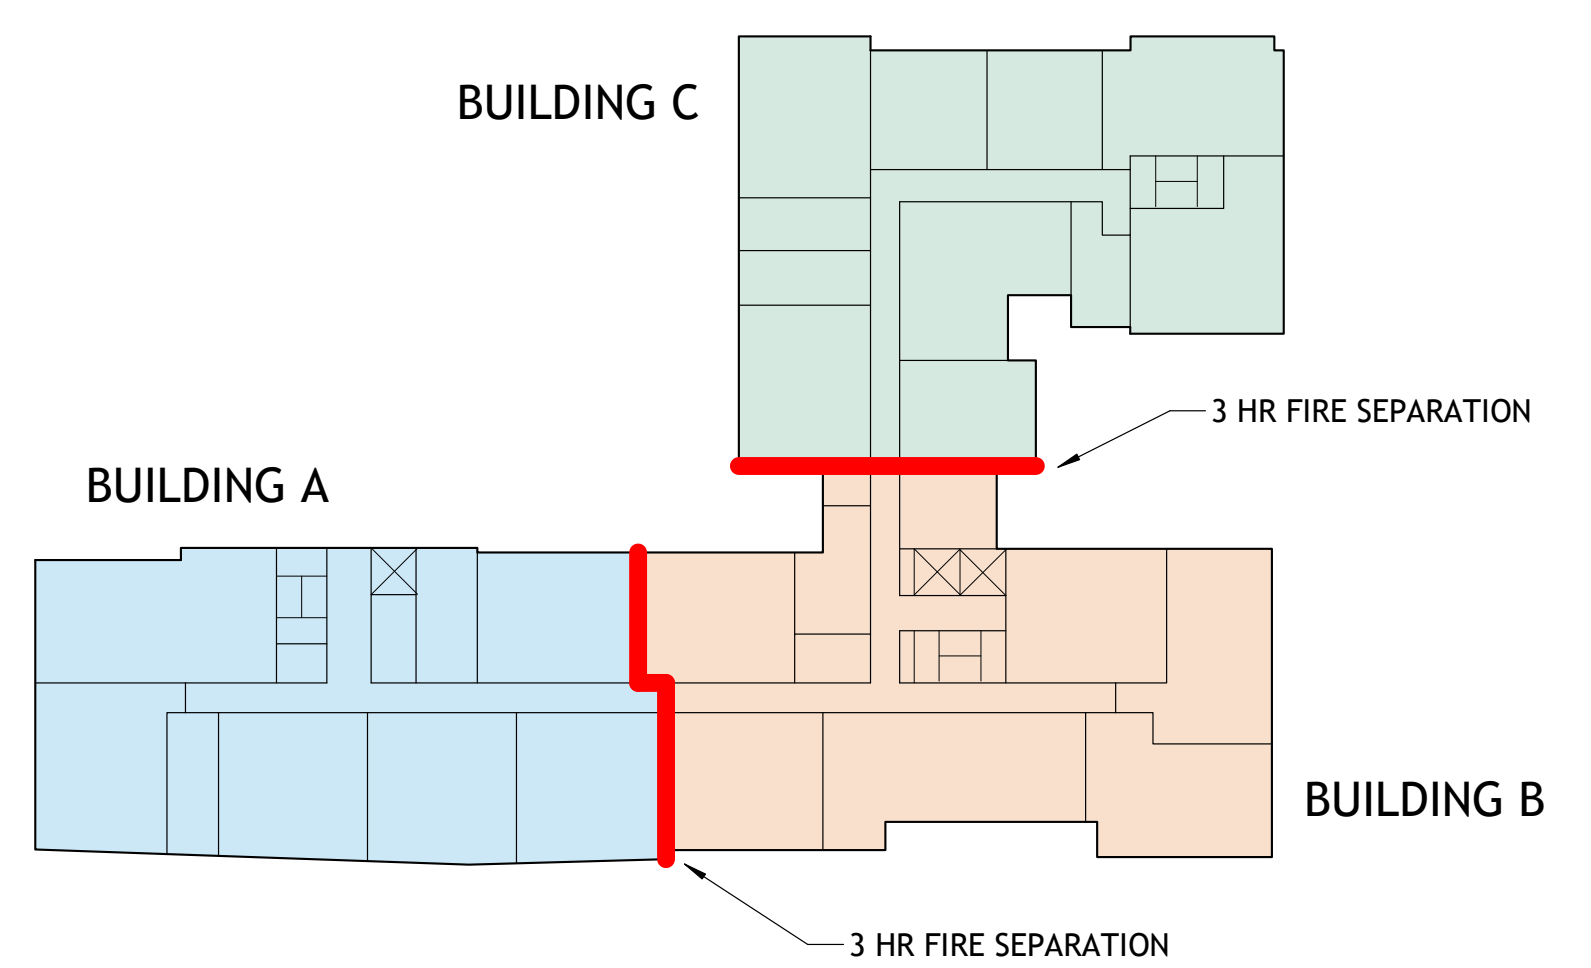 BUILDING C
3 HR FIRE SEPARATION
BUILDING A
BUILDING B
3 HR FIRE SEPARATION